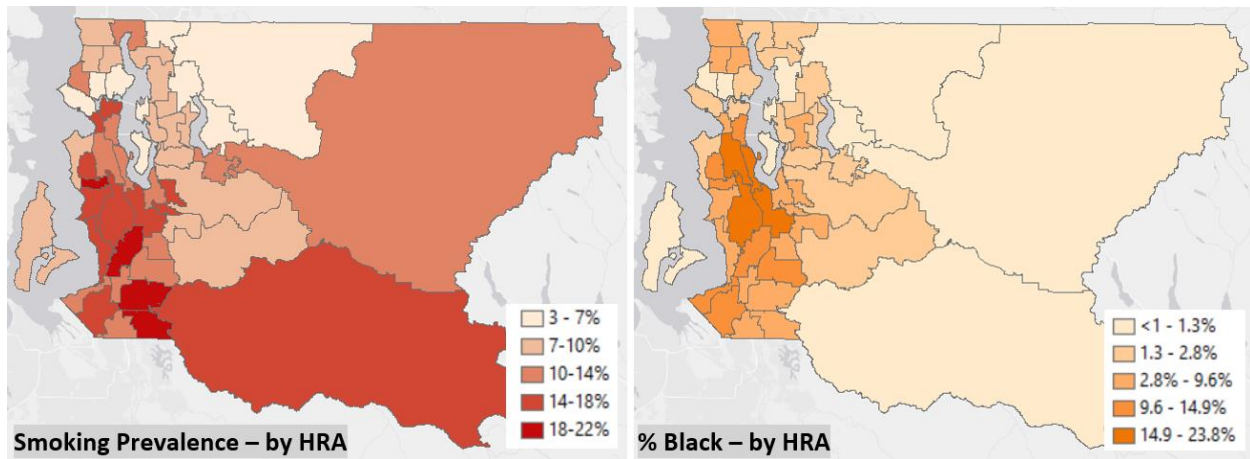 3 - 7%
7-10%
10-14%
14-18%
18-22%
Smoking Prevalence – by HRA
<1 - 1.3%
1.3 - 2.8%
2.8% - 9.6%
9.6 - 14.9%
14.9 - 23.8%
% Black – by HRA